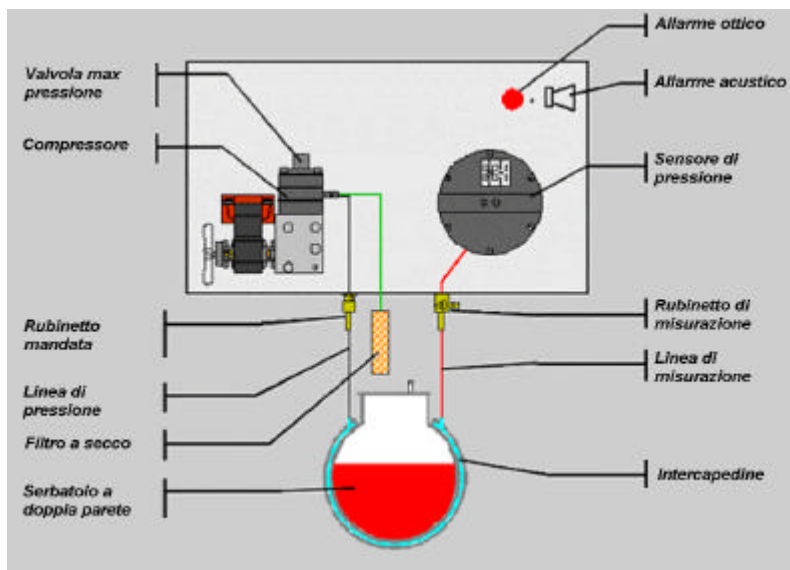 Allarme ottico
Valvola max
pressione
Allarme acustico
Compressore
Sensore di
pressione
Rubinetto
mandata
Rubinetto di
misurazione
Linea di
pressione
Linea di
misurazione
Filtro a secco
Intercapedine
Serbatoio a
doppia parete